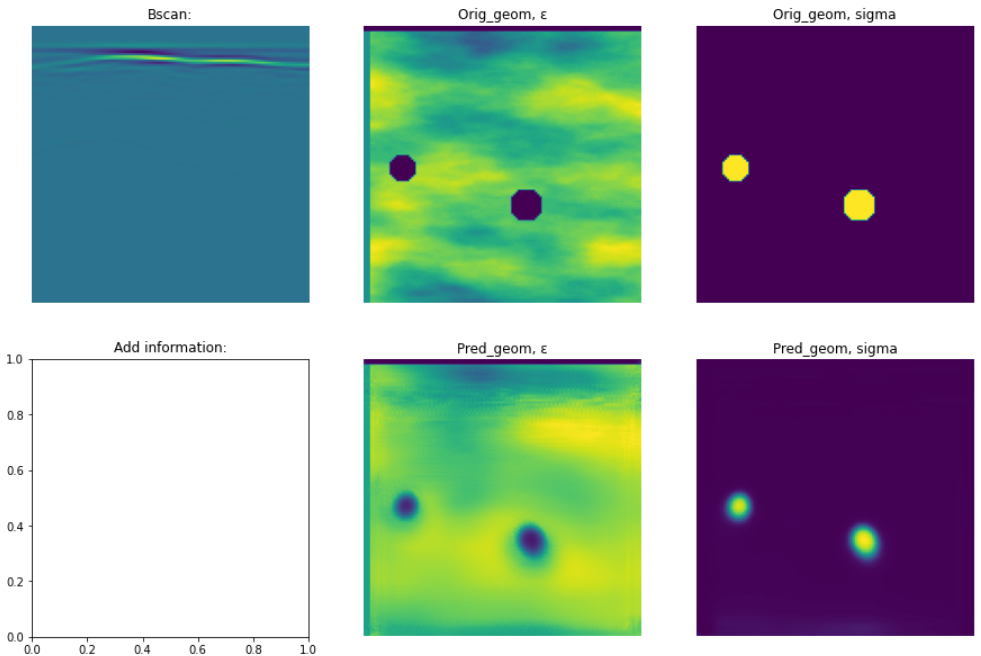 Bscan:
Orig_geom, ε
Orig_geom, sigma
Add information:
Pred_geom, ε
Pred_geom, sigma
1.0
0.8
0.6
0.4
0.2
0.0
0.0 0.2 0.4 0.6 0.8 1.0